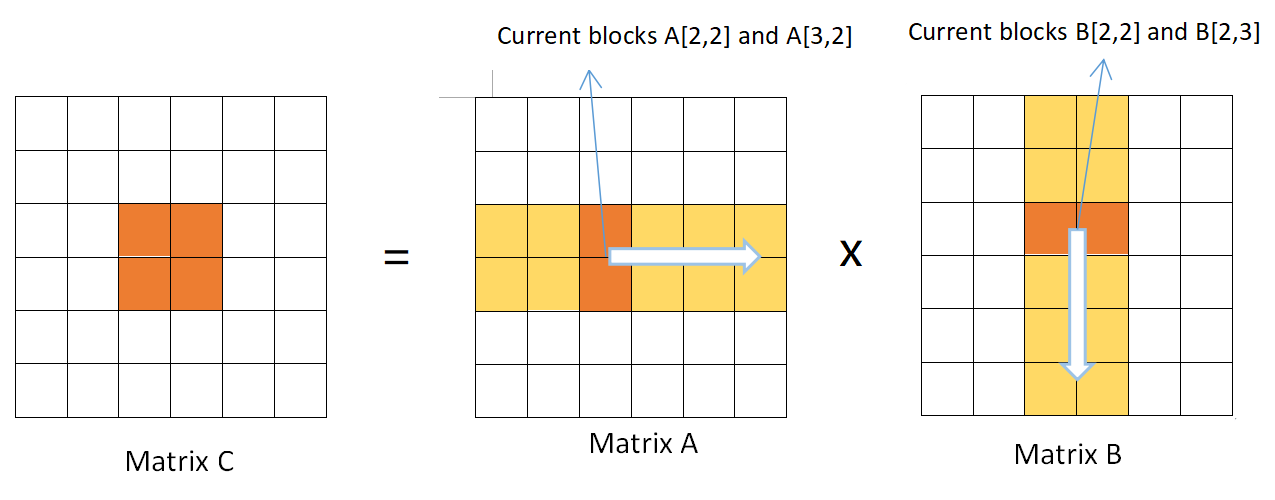 Current blocks A[2,2] and A[3,2]
Current blocks B[2,2] and B[2,3]
=
X
Matrix C
Matrix A
Matrix B